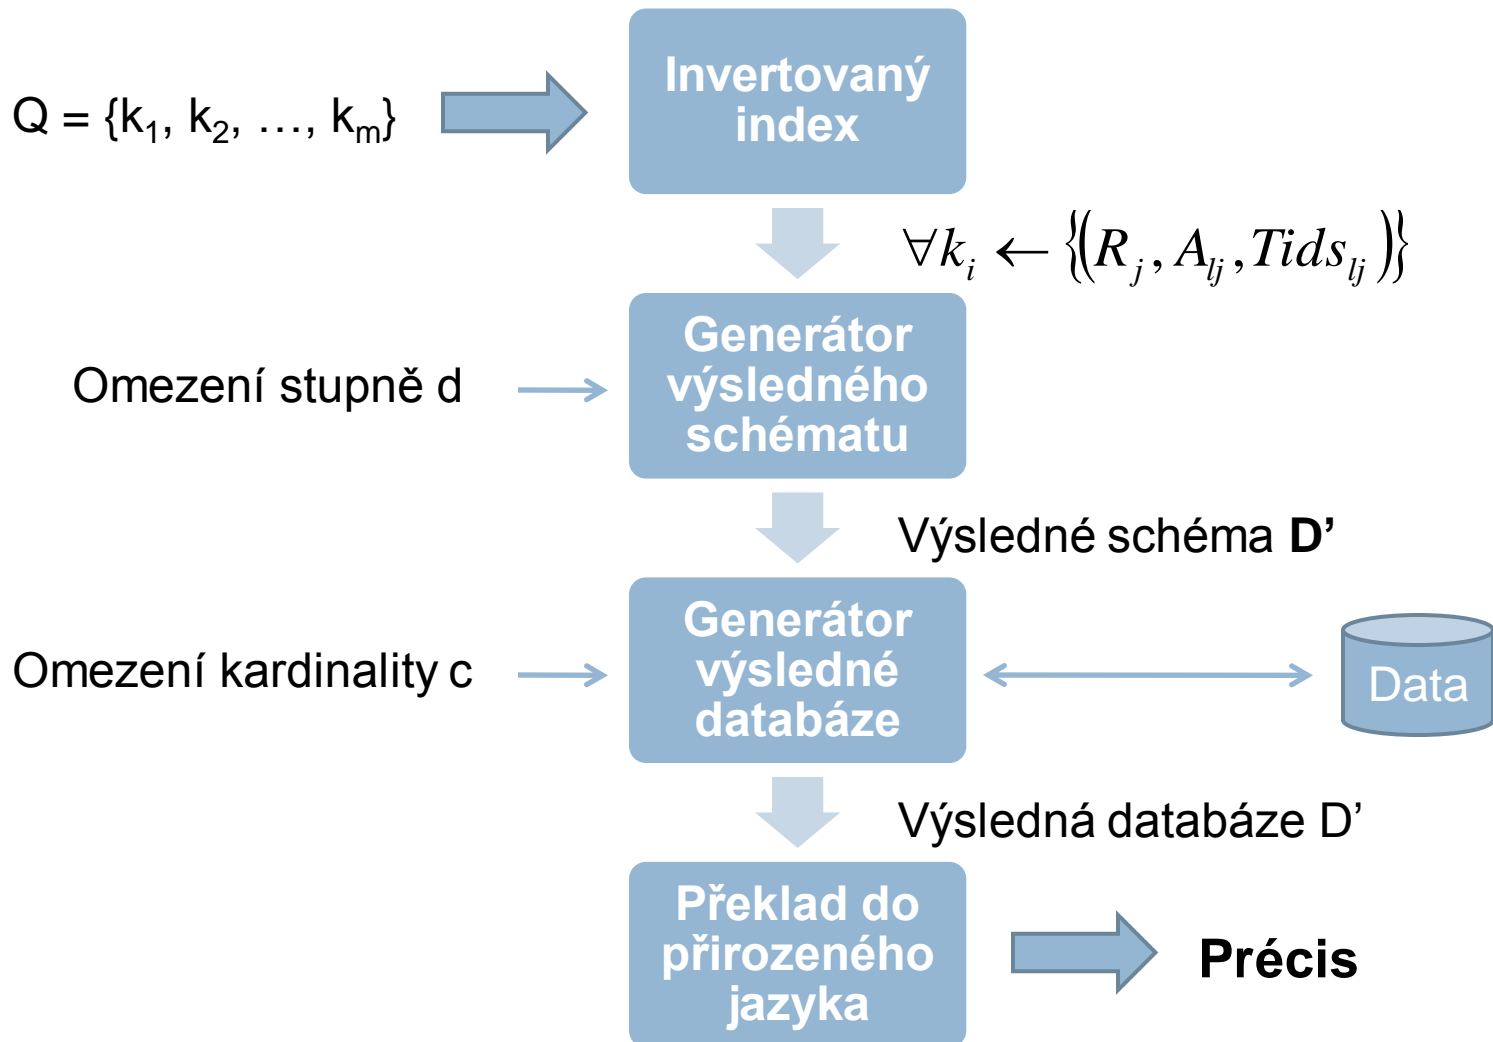 Invertovaný
index
Q = {k₁, k₂, …, kₘ}
∀kᵢ ← {(Rⱼ, Aₗⱼ, Tidsₗⱼ)}
Generátor
výsledného
schématu
Omezení stupně d
Výsledné schéma D’
Generátor
výsledné
databáze
Omezení kardinality c
Data
Výsledná databáze D’
Překlad do
přirozeného
jazyka
Précis